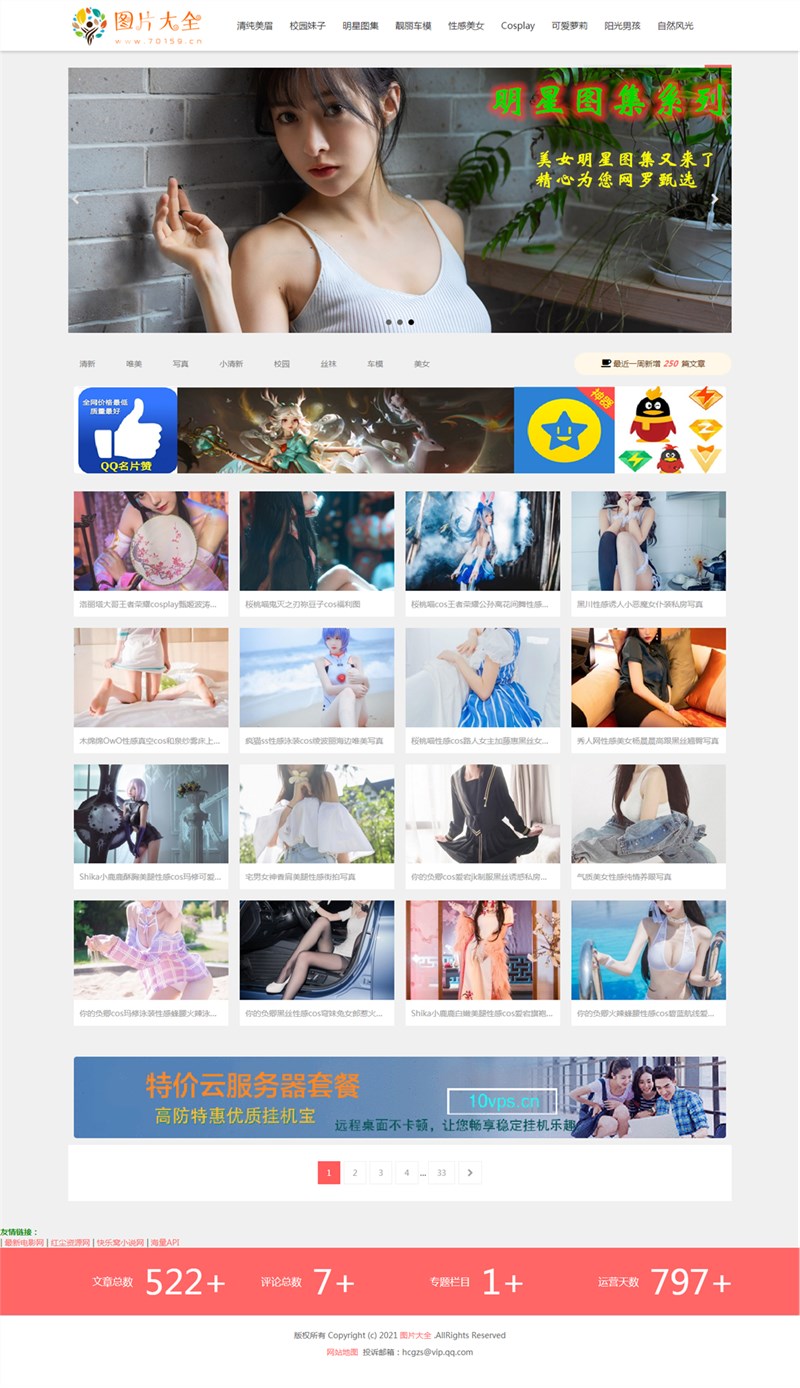 图片大全
www.70159.cn
清纯美眉 校园妹子 明星图集 靓丽车模 性感美女 Cosplay 可爱萝莉 阳光男孩 自然风光
明星图集系列
美女明星图集又来了
精心为您网罗甄选
清新 唯美 写真 小清新 校园 丝袜 车模 美女
最近一周新增 250 篇文章
全网价格最低
质量最好
QQ名片赞
神器
洛丽塔大哥王者荣耀cosplay甄姬波涛...
桜桃喵鬼灭之刃祢豆子cos福利图
桜桃喵cos王者荣耀公孙离花间舞性感...
黑川性感诱人小恶魔女仆装私房写真
木绵绵OwO性感真空cos和泉纱雾床上...
疯猫ss性感泳装cos绫波丽海边唯美写真
桜桃喵性感cos路人女主加藤惠黑丝女...
秀人网性感美女杨晨晨高跟黑丝翘臀写真
Shika小鹿鹿酥胸美腿性感cos玛修可爱...
宅男女神香肩美腿性感街拍写真
你的负卿cos爱宕jk制服黑丝诱惑私房...
气质美女性感纯情养眼写真
你的负卿cos玛修泳装性感蜂腰火辣泳...
你的负卿黑丝性感cos穹妹兔女郎惹火...
Shika小鹿鹿白嫩美腿性感cos爱宕旗袍...
你的负卿火辣蜂腰性感cos碧蓝航线爱...
特价云服务器套餐
高防特惠优质挂机宝
10vps.cn
远程桌面不卡顿，让您畅享稳定挂机乐趣
1 2 3 4 ... 33
友情链接：
| 最新电影网 | 红尘资源网 | 快乐窝小说网 | 海量API
文章总数 522+ 评论总数 7+ 专题栏目 1+ 运营天数 797+
版权所有 Copyright (c) 2021 图片大全 .AllRights Reserved
网站地图 投诉邮箱：hcgzs@vip.qq.com